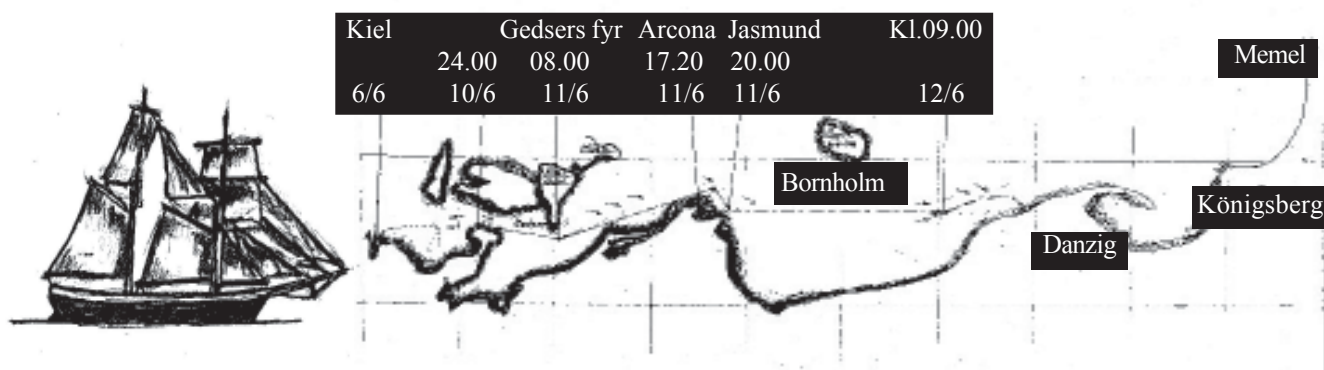 Kiel Gedsers fyr Arcona Jasmund Kl.09.00
24.00 08.00 17.20 20.00
6/6 10/6 11/6 11/6 11/6 12/6
Memel
Bornholm
Königsberg
Danzig